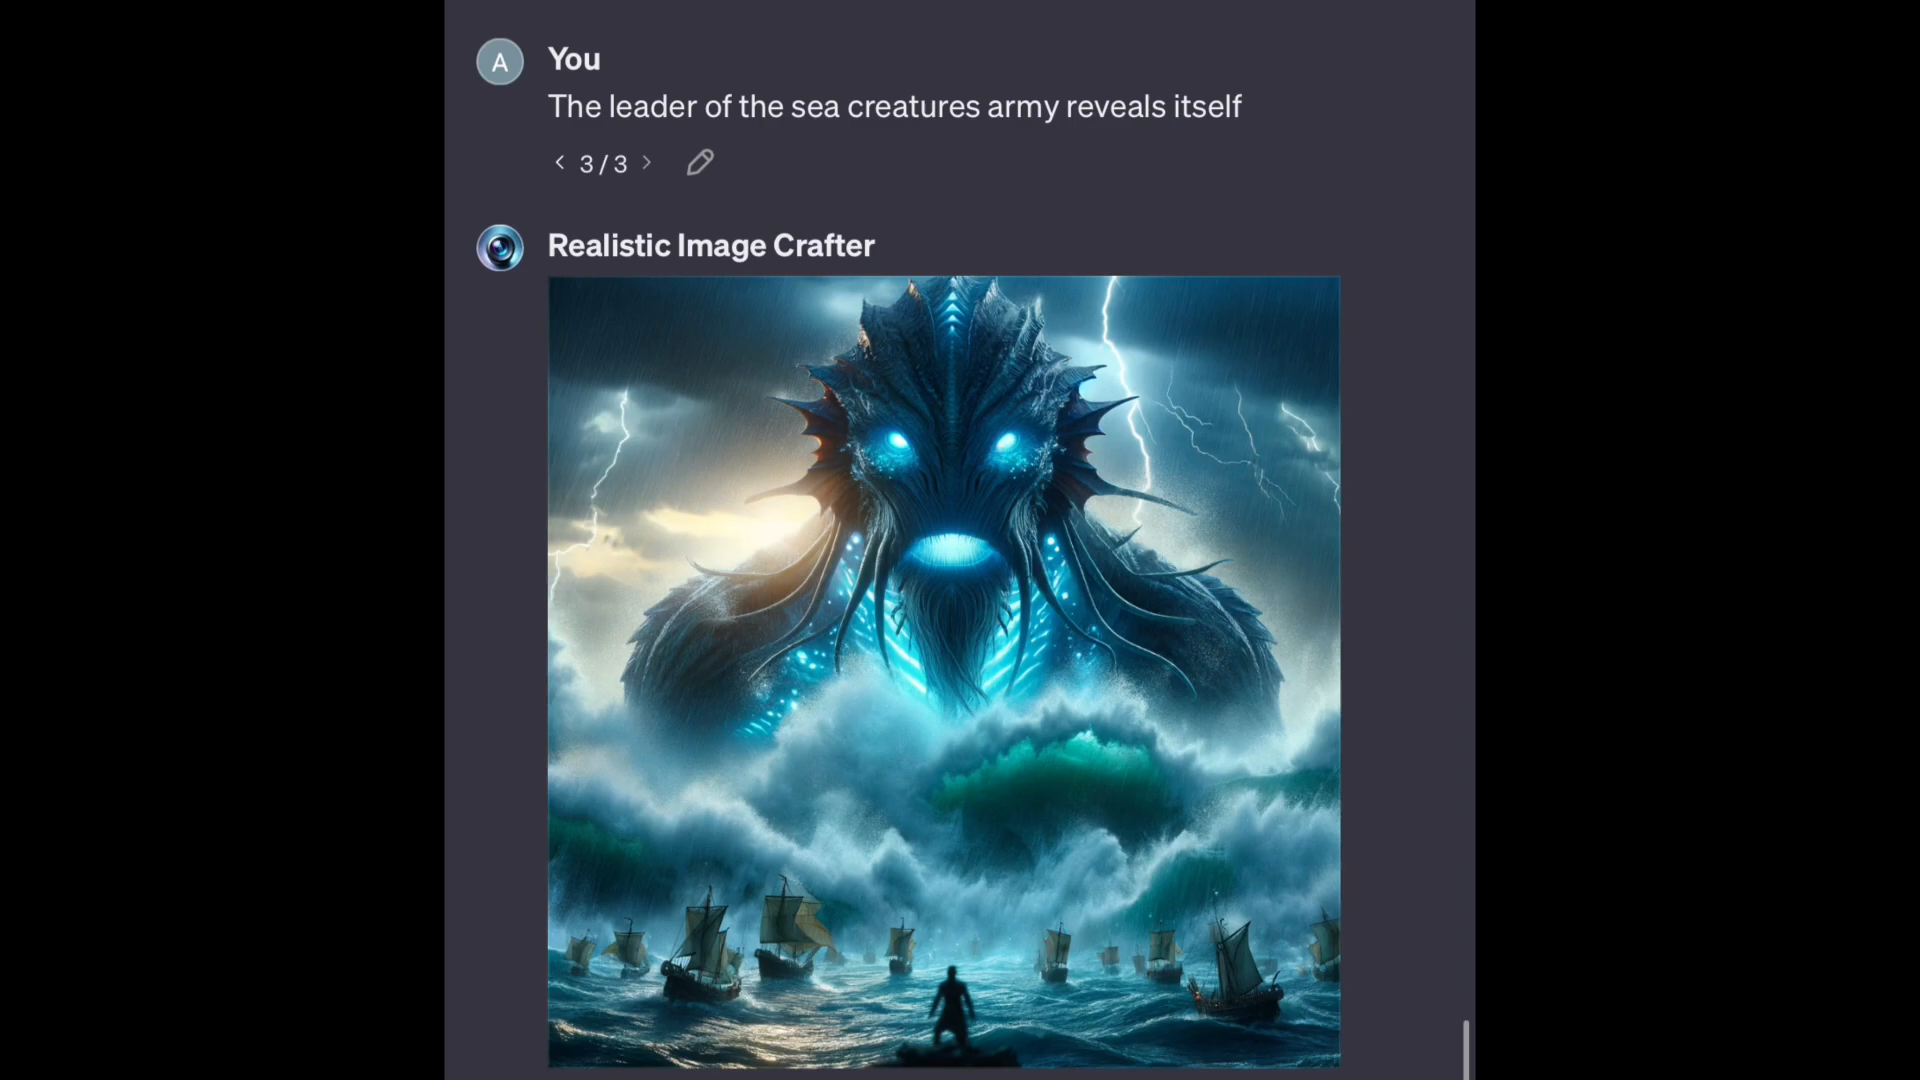 A
You
The leader of the sea creatures army reveals itself
< 3 / 3 >
Realistic Image Crafter